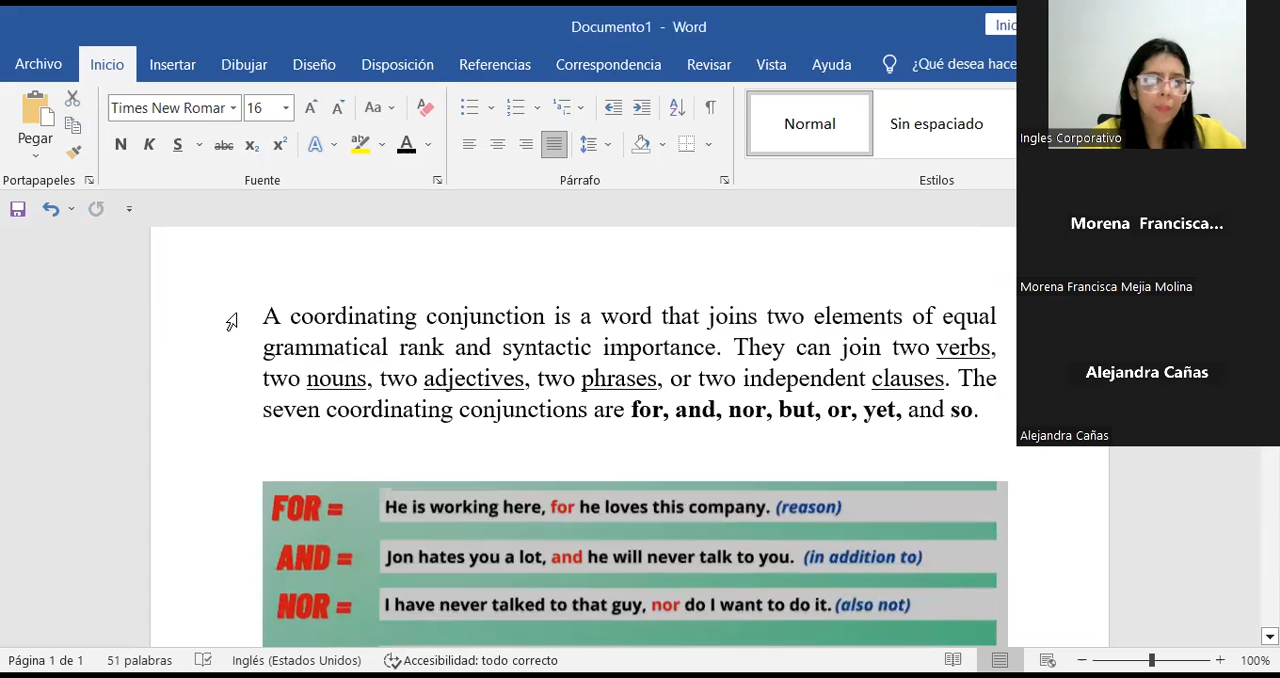 Documento1 - Word
Inic
Archivo Inicio Insertar Dibujar Diseño Disposición Referencias Correspondencia Revisar Vista Ayuda ¿Qué desea hace
Times New Romar 16 Aa
Pegar
N K S abc x₂ x² A A
Normal Sin espaciado
Portapapeles Fuente Párrafo Estilos
Ingles Corporativo
Morena Francisca...
Morena Francisca Mejia Molina
Alejandra Cañas
Alejandra Cañas
A coordinating conjunction is a word that joins two elements of equal
grammatical rank and syntactic importance. They can join two verbs,
two nouns, two adjectives, two phrases, or two independent clauses. The
seven coordinating conjunctions are for, and, nor, but, or, yet, and so.
FOR = He is working here, for he loves this company. (reason)
AND = Jon hates you a lot, and he will never talk to you. (in addition to)
NOR = I have never talked to that guy, nor do I want to do it. (also not)
Página 1 de 1 51 palabras Inglés (Estados Unidos) Accesibilidad: todo correcto 100%